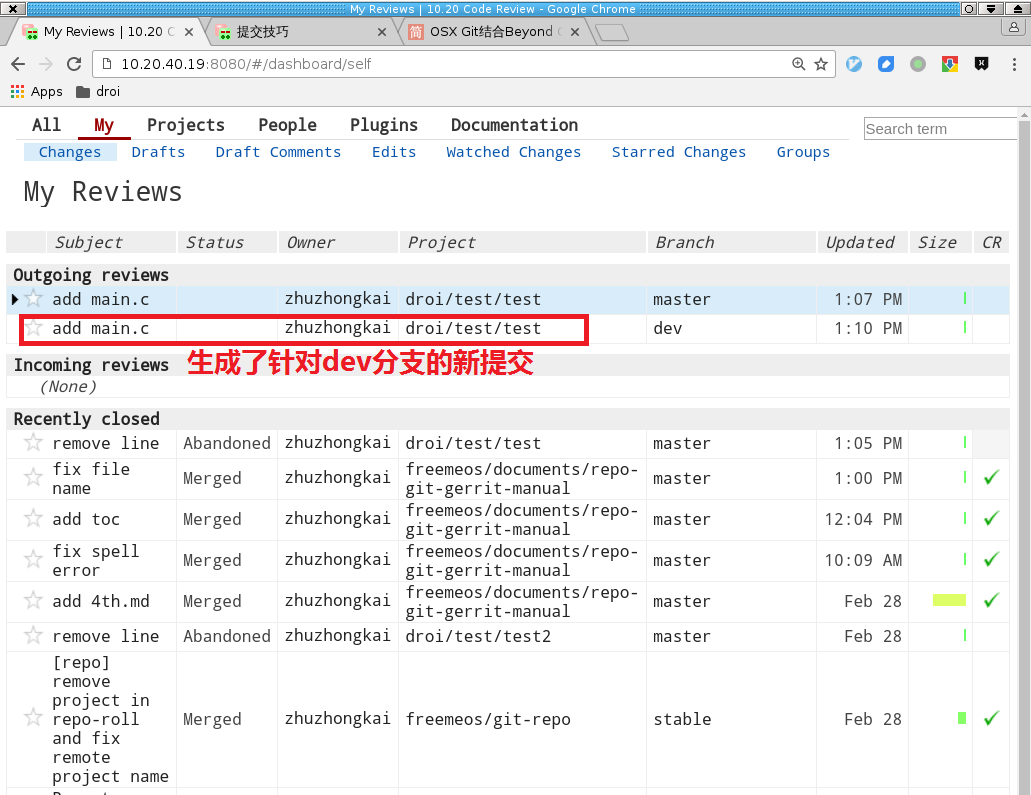 My Reviews | 10.20 Code Review - Google Chrome
My Reviews | 10.20 C
提交技巧
简 OSX Git结合Beyond C
10.20.40.19:8080/#/dashboard/self
Apps droi
All My Projects People Plugins Documentation
Search term
Changes Drafts Draft Comments Edits Watched Changes Starred Changes Groups
My Reviews
Subject Status Owner Project Branch Updated Size CR
Outgoing reviews
add main.c zhuzhongkai droi/test/test master 1:07 PM
add main.c zhuzhongkai droi/test/test dev 1:10 PM
生成了针对dev分支的新提交
Incoming reviews
(None)
Recently closed
remove line Abandoned zhuzhongkai droi/test/test master 1:05 PM
fix file name Merged zhuzhongkai freemeos/documents/repo-git-gerrit-manual master 1:00 PM
add toc Merged zhuzhongkai freemeos/documents/repo-git-gerrit-manual master 12:04 PM
fix spell error Merged zhuzhongkai freemeos/documents/repo-git-gerrit-manual master 10:09 AM
add 4th.md Merged zhuzhongkai freemeos/documents/repo-git-gerrit-manual master Feb 28
remove line Abandoned zhuzhongkai droi/test/test2 master Feb 28
[repo] remove project in repo-roll and fix remote project name Merged zhuzhongkai freemeos/git-repo stable Feb 28